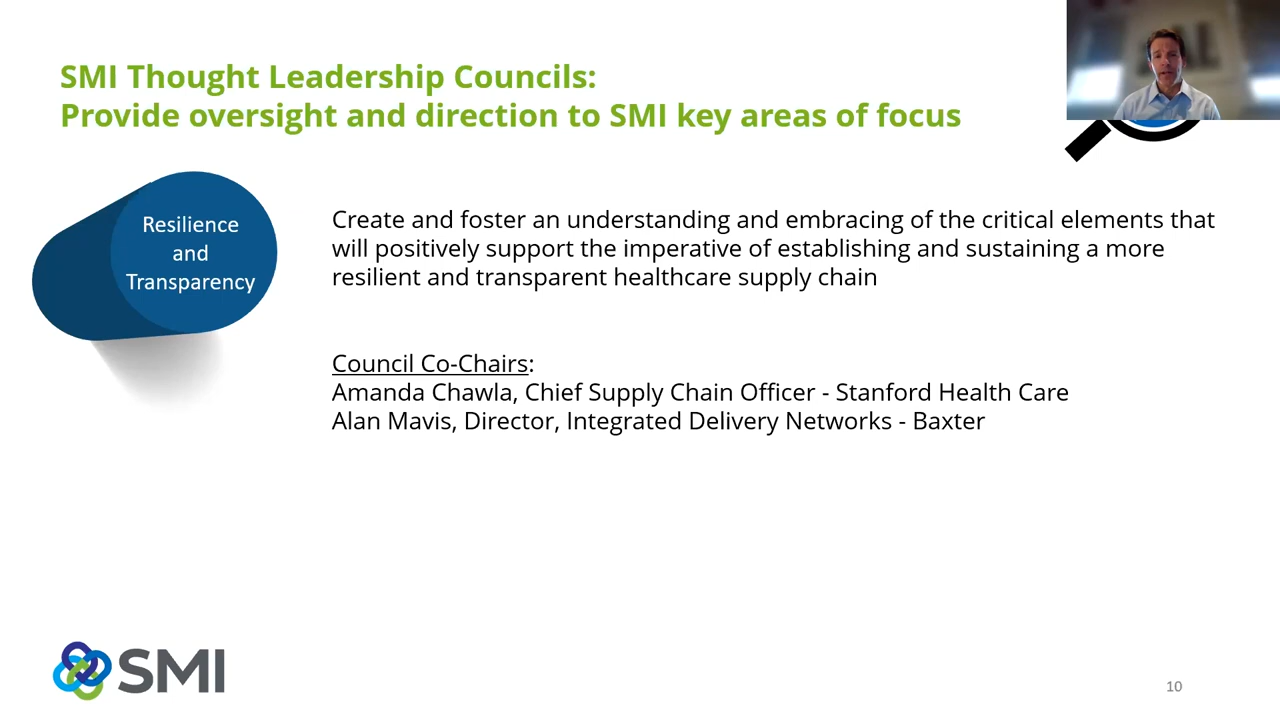 SMI Thought Leadership Councils:
Provide oversight and direction to SMI key areas of focus
Resilience
and
Transparency
Create and foster an understanding and embracing of the critical elements that
will positively support the imperative of establishing and sustaining a more
resilient and transparent healthcare supply chain
Council Co-Chairs:
Amanda Chawla, Chief Supply Chain Officer - Stanford Health Care
Alan Mavis, Director, Integrated Delivery Networks - Baxter
SMI
10